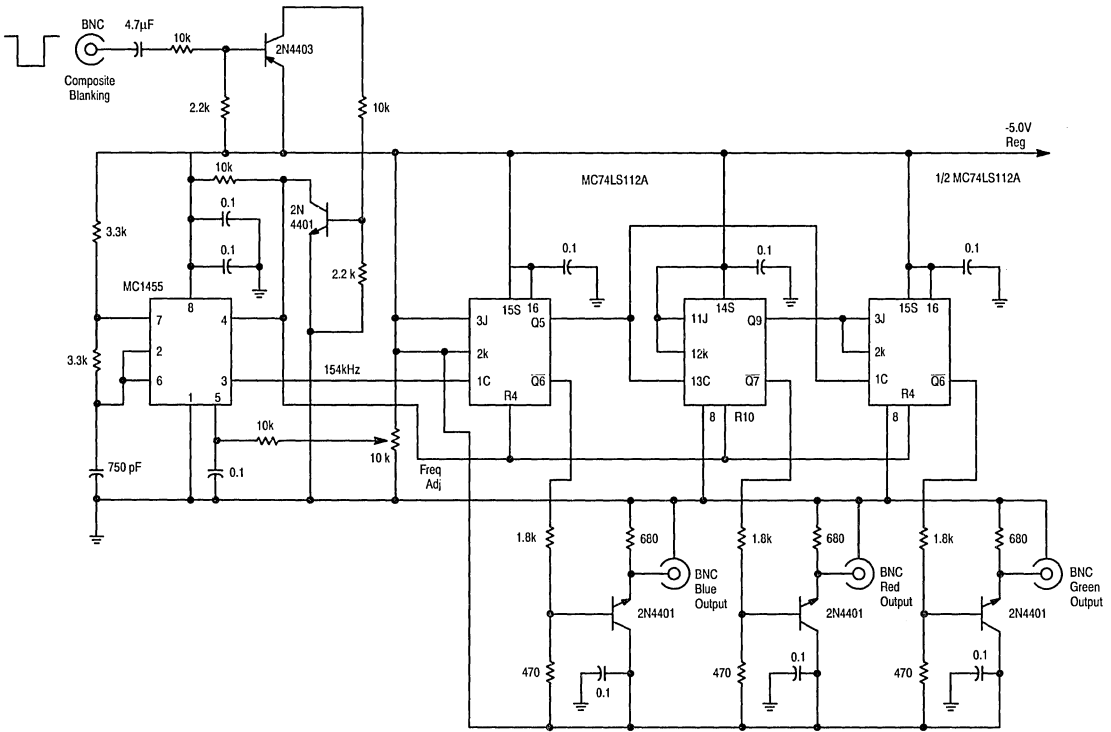 BNC
4.7µF
10k
2N4403
Composite
Blanking
2.2k
10k
-5.0V
Reg
10k
MC74LS112A
1/2 MC74LS112A
0.1
2N
4401
3.3k
0.1
2.2 k
0.1
0.1
0.1
MC1455
8
15S
16
14S
15S
16
7
4
3J
Q5
11J
Q9
3J
3.3k
2
2k
12k
2k
6
3
154kHz
1C
Q6
13C
Q7
1C
Q6
1
5
R4
8
R10
R4
8
10k
10 k
750 pF
0.1
Freq
Adj
1.8k
680
1.8k
680
1.8k
680
BNC
Blue
Output
BNC
Red
Output
BNC
Green
Output
2N4401
2N4401
2N4401
470
0.1
470
0.1
470
0.1